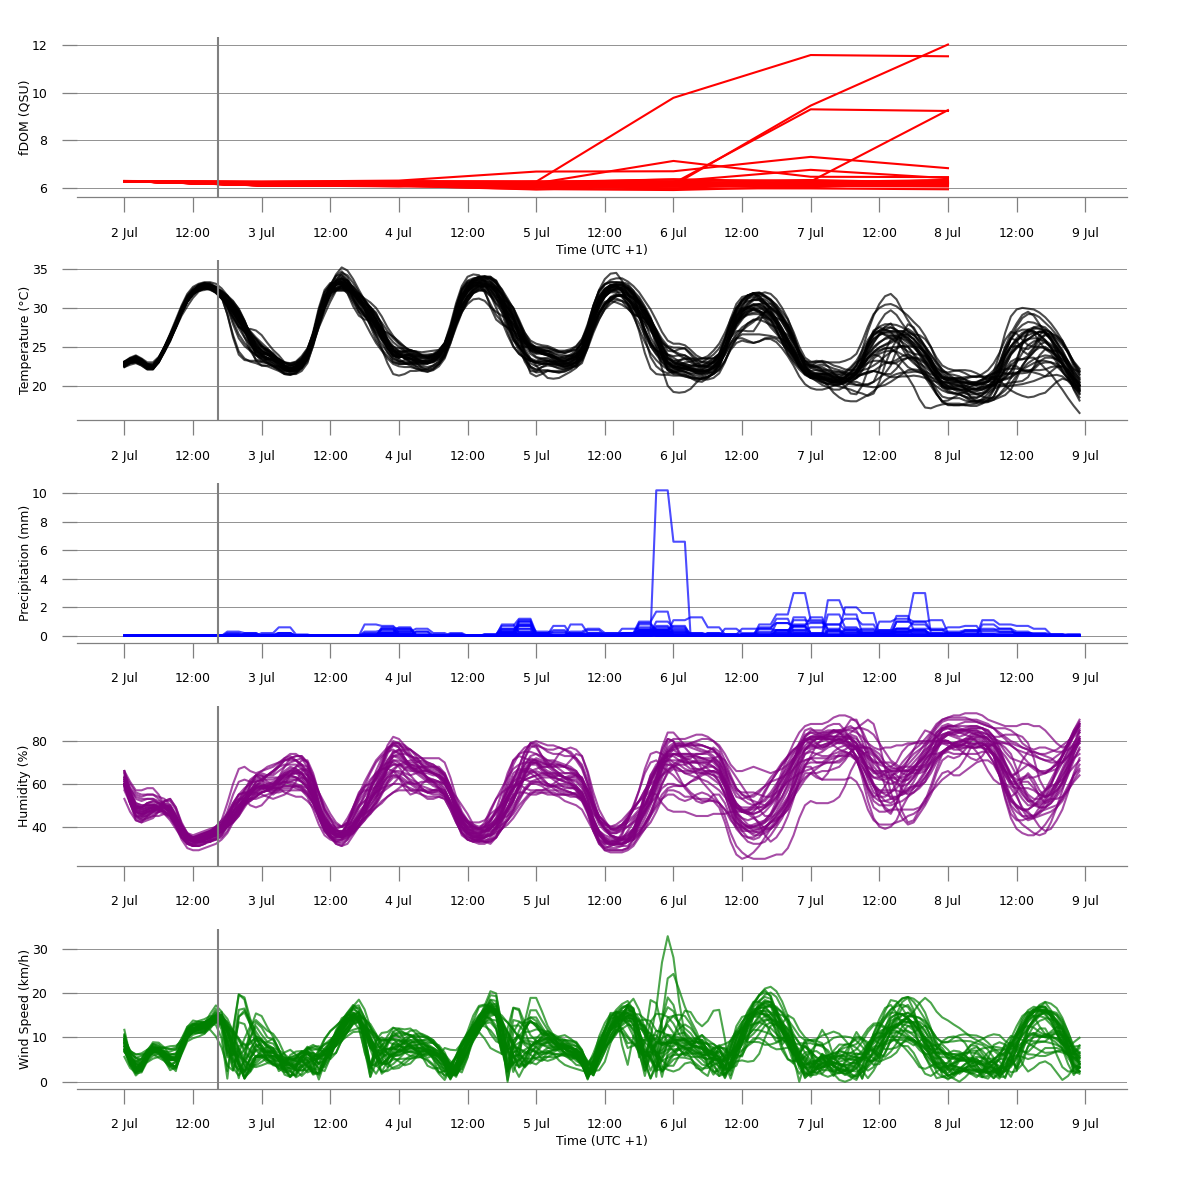 12
10
8
6
fDOM (QSU)
2 Jul 12:00 3 Jul 12:00 4 Jul 12:00 5 Jul 12:00 6 Jul 12:00 7 Jul 12:00 8 Jul 12:00 9 Jul
Time (UTC +1)
35
30
25
20
Temperature (°C)
2 Jul 12:00 3 Jul 12:00 4 Jul 12:00 5 Jul 12:00 6 Jul 12:00 7 Jul 12:00 8 Jul 12:00 9 Jul
10
8
6
4
2
0
Precipitation (mm)
2 Jul 12:00 3 Jul 12:00 4 Jul 12:00 5 Jul 12:00 6 Jul 12:00 7 Jul 12:00 8 Jul 12:00 9 Jul
80
60
40
Humidity (%)
2 Jul 12:00 3 Jul 12:00 4 Jul 12:00 5 Jul 12:00 6 Jul 12:00 7 Jul 12:00 8 Jul 12:00 9 Jul
30
20
10
0
Wind Speed (km/h)
2 Jul 12:00 3 Jul 12:00 4 Jul 12:00 5 Jul 12:00 6 Jul 12:00 7 Jul 12:00 8 Jul 12:00 9 Jul
Time (UTC +1)